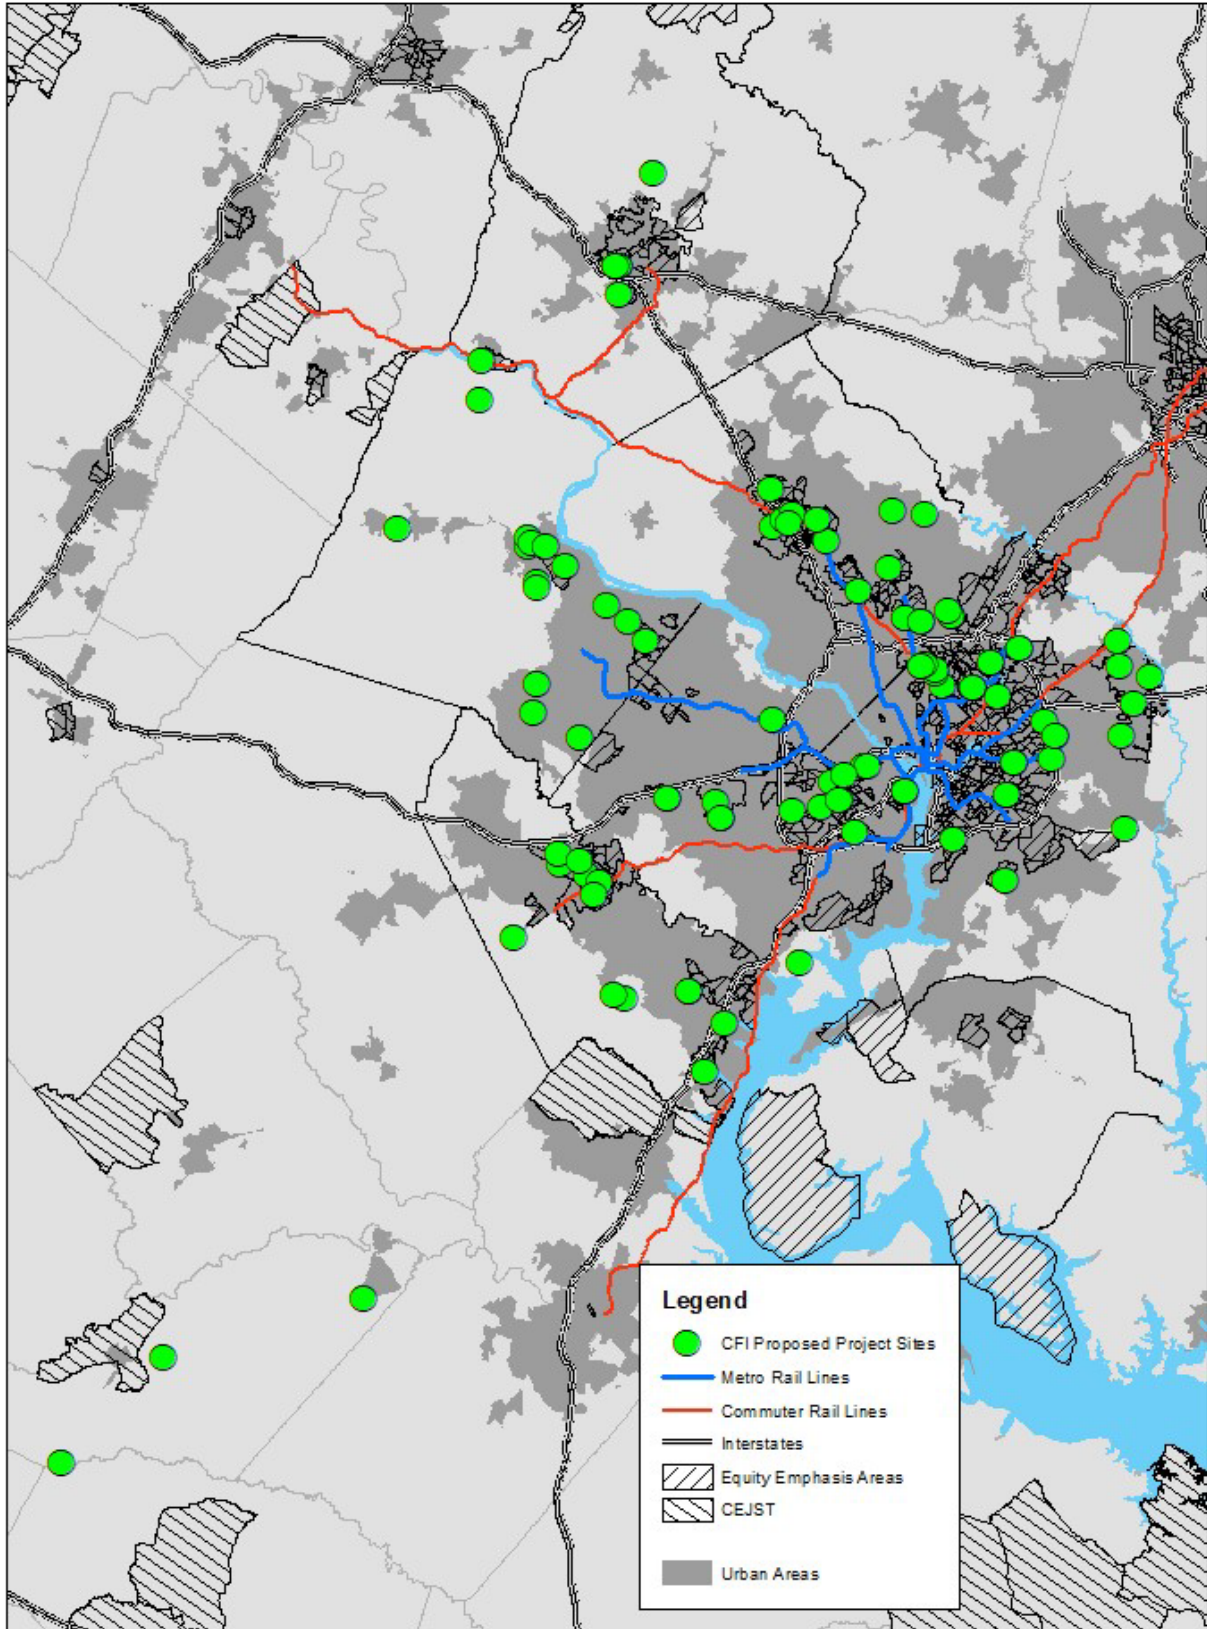 Legend
CFI Proposed Project Sites
Metro Rail Lines
Commuter Rail Lines
Interstates
Equity Emphasis Areas
CEJST
Urban Areas